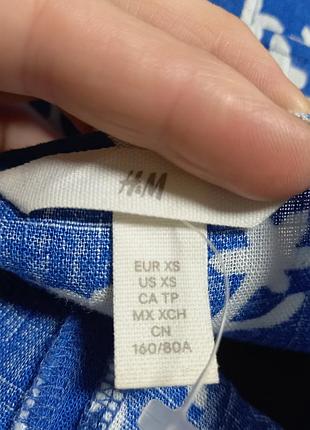 H&M
EUR XS
US XS
CA TP
MX XCH
CN
160/80A